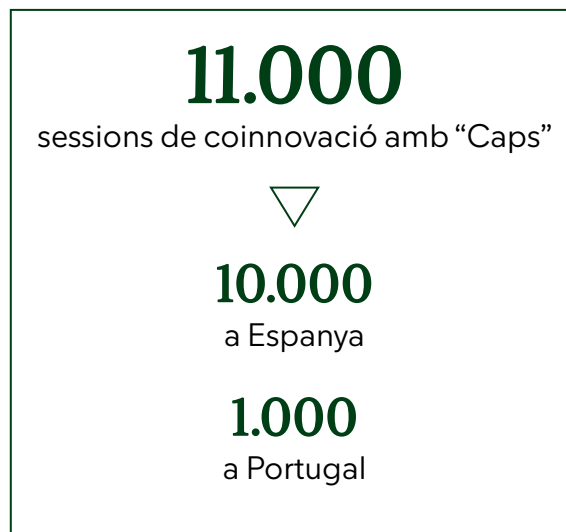 11.000
sessions de coinnovació amb “Caps”
10.000
a Espanya
1.000
a Portugal